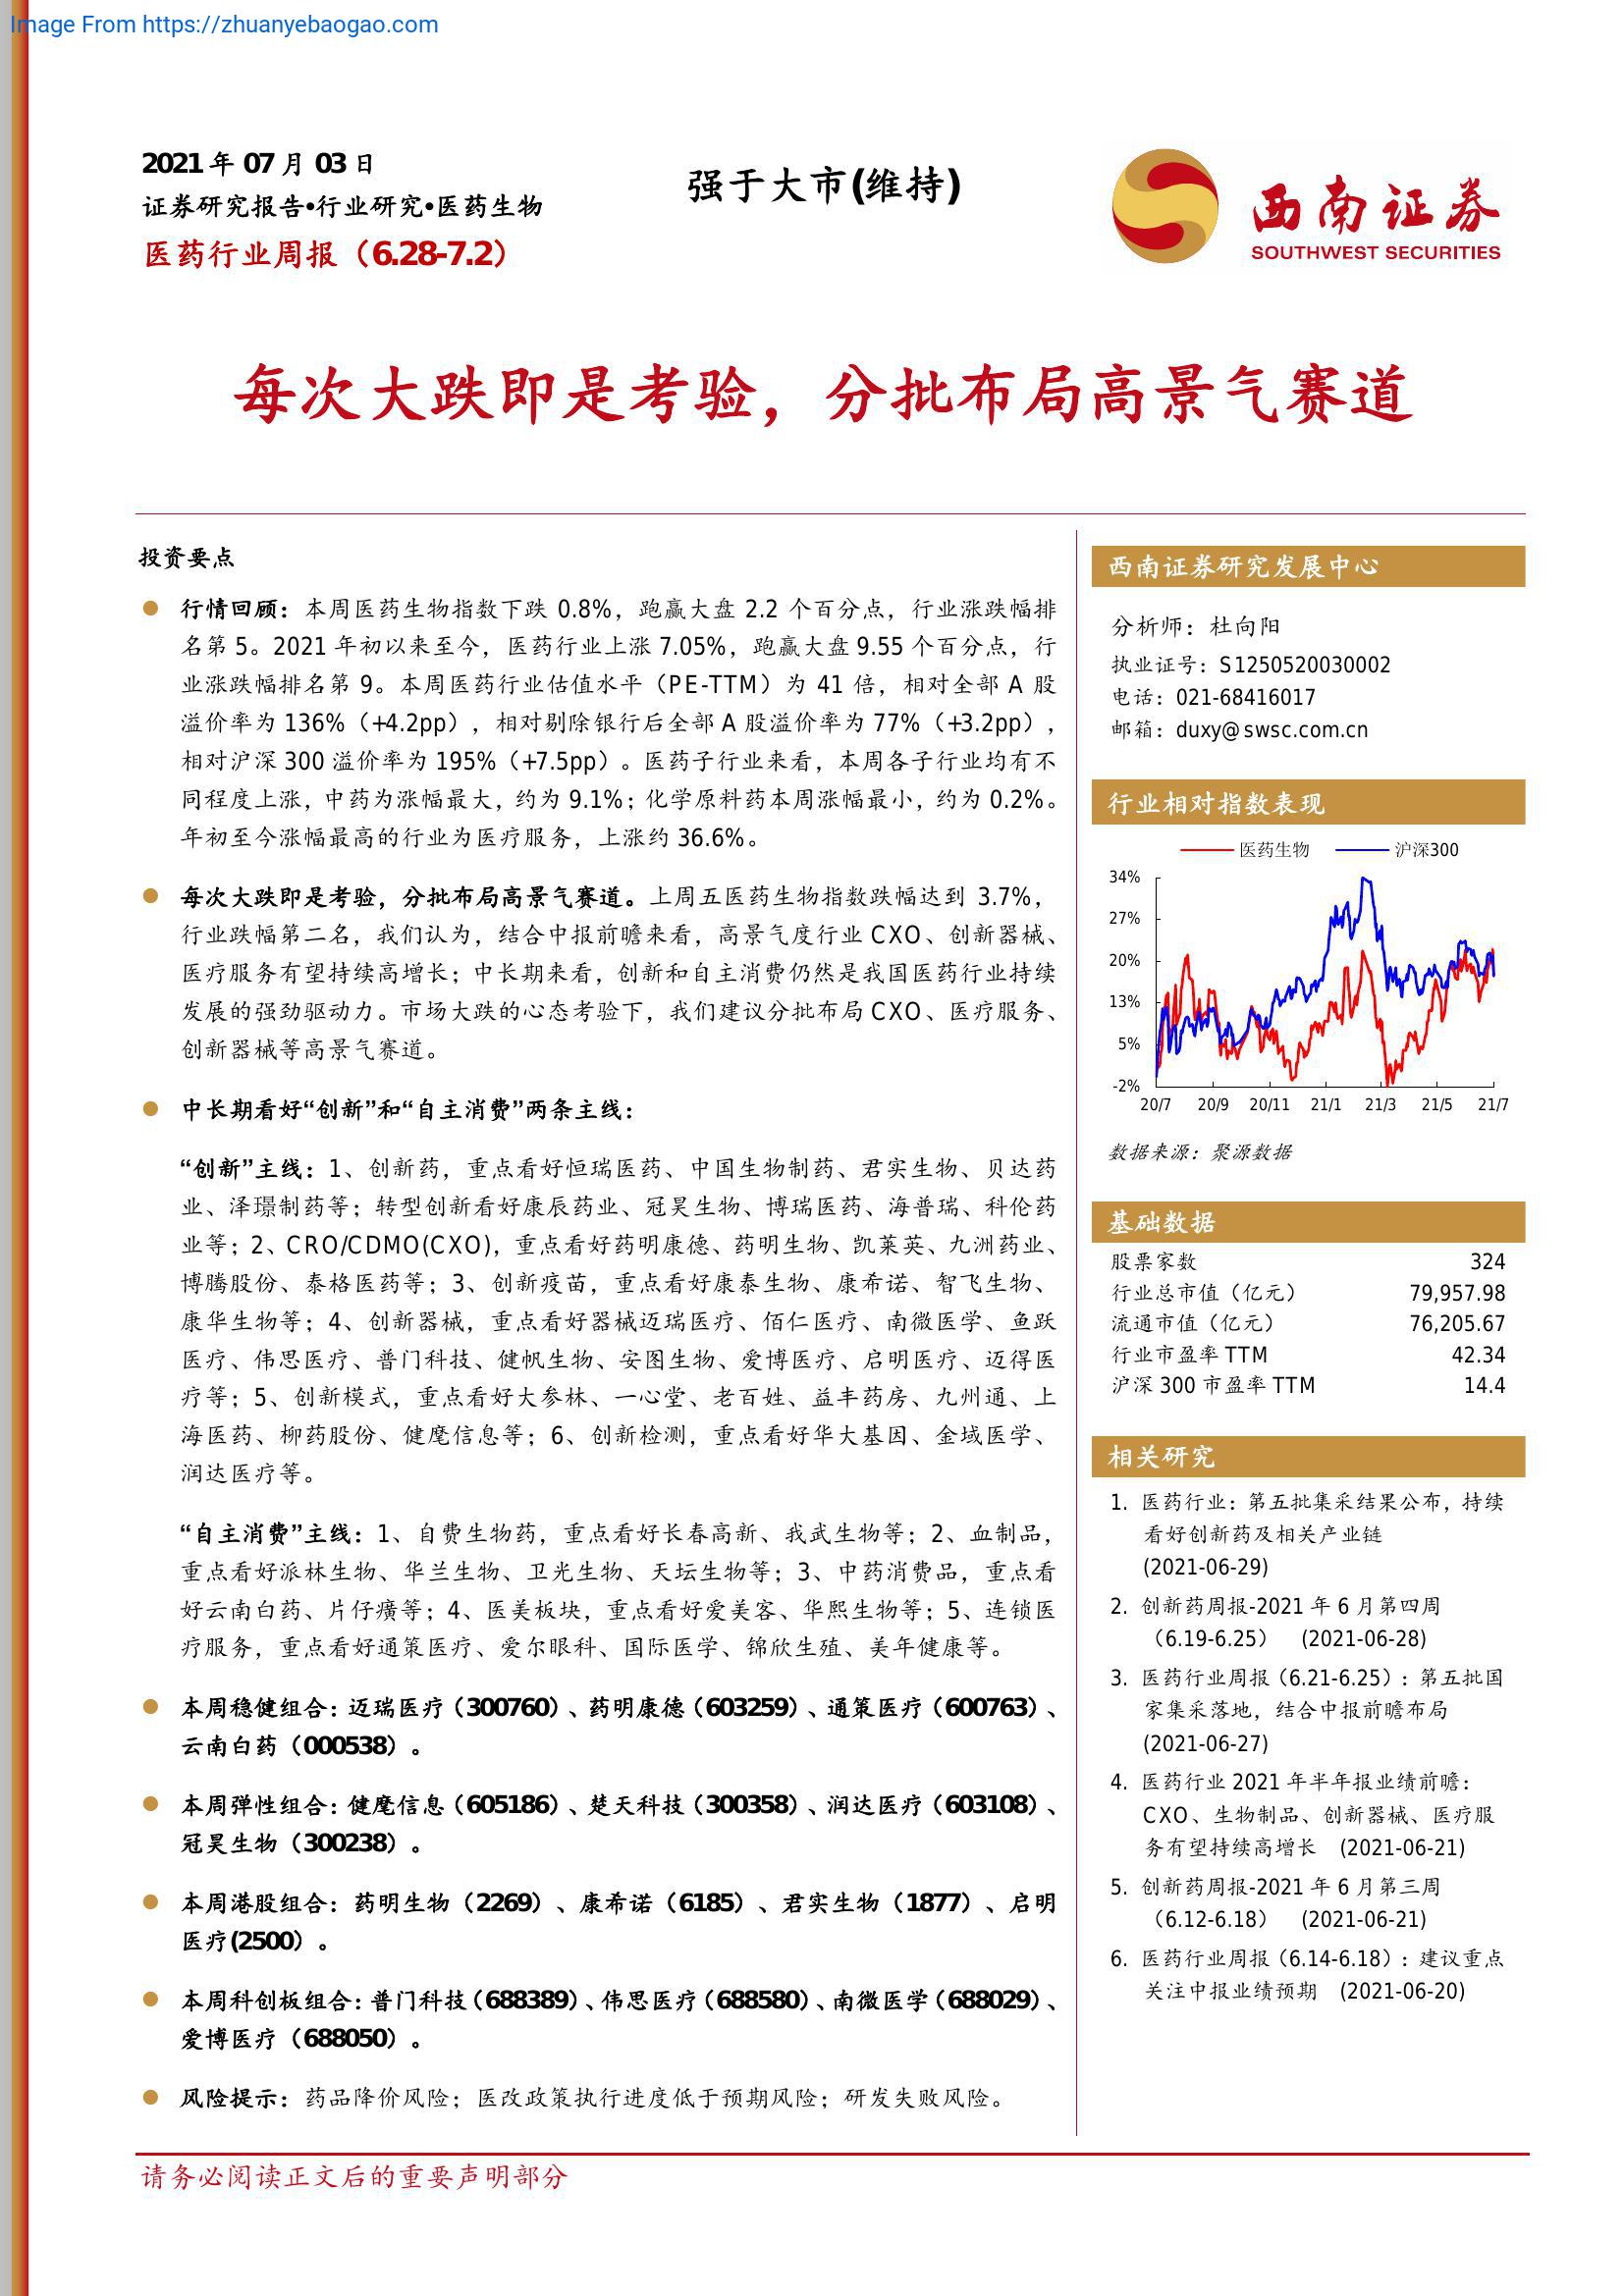 Image From https://zhuanyebaogao.com
2021 年 07 月 03 日
证券研究报告•行业研究•医药生物
医药行业周报（6.28-7.2）
强于大市(维持)
西南证券
SOUTHWEST SECURITIES
每次大跌即是考验，分批布局高景气赛道
投资要点
行情回顾：本周医药生物指数下跌 0.8%，跑赢大盘 2.2 个百分点，行业涨跌幅排
名第 5。2021 年初以来至今，医药行业上涨 7.05%，跑赢大盘 9.55 个百分点，行
业涨跌幅排名第 9。本周医药行业估值水平（PE-TTM）为 41 倍，相对全部 A 股
溢价率为 136%（+4.2pp），相对剔除银行后全部 A 股溢价率为 77%（+3.2pp），
相对沪深 300 溢价率为 195%（+7.5pp）。医药子行业来看，本周各子行业均有不
同程度上涨，中药为涨幅最大，约为 9.1%；化学原料药本周涨幅最小，约为 0.2%。
年初至今涨幅最高的行业为医疗服务，上涨约 36.6%。
每次大跌即是考验，分批布局高景气赛道。上周五医药生物指数跌幅达到 3.7%，
行业跌幅第二名，我们认为，结合中报前瞻来看，高景气度行业 CXO、创新器械、
医疗服务有望持续高增长；中长期来看，创新和自主消费仍然是我国医药行业持续
发展的强劲驱动力。市场大跌的心态考验下，我们建议分批布局 CXO、医疗服务、
创新器械等高景气赛道。
中长期看好“创新”和“自主消费”两条主线：
“创新”主线：1、创新药，重点看好恒瑞医药、中国生物制药、君实生物、贝达药
业、泽璟制药等；转型创新看好康辰药业、冠昊生物、博瑞医药、海普瑞、科伦药
业等；2、CRO/CDMO(CXO)，重点看好药明康德、药明生物、凯莱英、九洲药业、
博腾股份、泰格医药等；3、创新疫苗，重点看好康泰生物、康希诺、智飞生物、
康华生物等；4、创新器械，重点看好器械迈瑞医疗、佰仁医疗、南微医学、鱼跃
医疗、伟思医疗、普门科技、健帆生物、安图生物、爱博医疗、启明医疗、迈得医
疗等；5、创新模式，重点看好大参林、一心堂、老百姓、益丰药房、九州通、上
海医药、柳药股份、健麾信息等；6、创新检测，重点看好华大基因、金域医学、
润达医疗等。
“自主消费”主线：1、自费生物药，重点看好长春高新、我武生物等；2、血制品，
重点看好派林生物、华兰生物、卫光生物、天坛生物等；3、中药消费品，重点看
好云南白药、片仔癀等；4、医美板块，重点看好爱美客、华熙生物等；5、连锁医
疗服务，重点看好通策医疗、爱尔眼科、国际医学、锦欣生殖、美年健康等。
本周稳健组合：迈瑞医疗（300760）、药明康德（603259）、通策医疗（600763）、
云南白药（000538）。
本周弹性组合：健麾信息（605186）、楚天科技（300358）、润达医疗（603108）、
冠昊生物（300238）。
本周港股组合：药明生物（2269）、康希诺（6185）、君实生物（1877）、启明
医疗(2500）。
本周科创板组合：普门科技（688389）、伟思医疗（688580）、南微医学（688029）、
爱博医疗（688050）。
风险提示：药品降价风险；医改政策执行进度低于预期风险；研发失败风险。
西南证券研究发展中心
分析师：杜向阳
执业证号：S1250520030002
电话：021-68416017
邮箱：duxy@swsc.com.cn
行业相对指数表现
医药生物 沪深300
34%
27%
20%
13%
5%
-2%
20/7 20/9 20/11 21/1 21/3 21/5 21/7
数据来源：聚源数据
基础数据
股票家数 324
行业总市值（亿元） 79,957.98
流通市值（亿元） 76,205.67
行业市盈率 TTM 42.34
沪深 300 市盈率 TTM 14.4
相关研究
1. 医药行业：第五批集采结果公布，持续
看好创新药及相关产业链
(2021-06-29)
2. 创新药周报-2021 年 6 月第四周
（6.19-6.25） (2021-06-28)
3. 医药行业周报（6.21-6.25）：第五批国
家集采落地，结合中报前瞻布局
(2021-06-27)
4. 医药行业 2021 年半年报业绩前瞻：
CXO、生物制品、创新器械、医疗服
务有望持续高增长 (2021-06-21)
5. 创新药周报-2021 年 6 月第三周
（6.12-6.18） (2021-06-21)
6. 医药行业周报（6.14-6.18）：建议重点
关注中报业绩预期 (2021-06-20)
请务必阅读正文后的重要声明部分